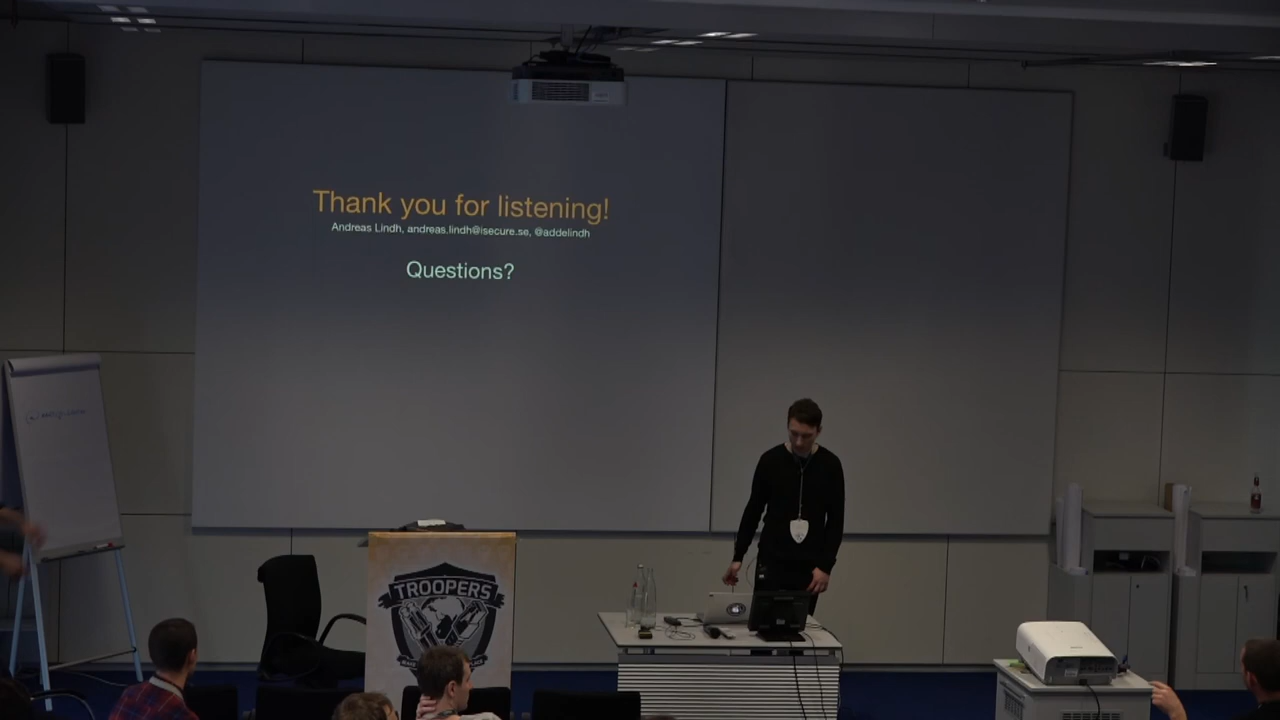 Thank you for listening!
Andreas Lindh, andreas.lindh@isecure.se, @addelindh
Questions?
TROOPERS